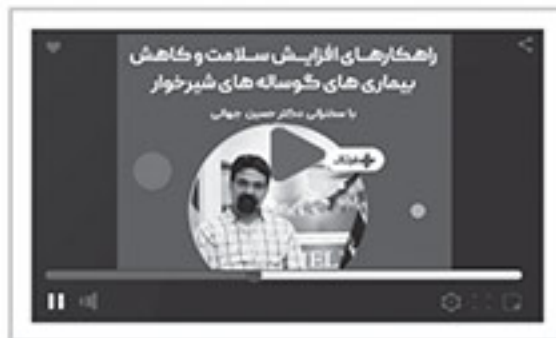 راهکارهای افزایش سلامت و کاهش
بیماری های گوساله های شیرخوار
با سخنرانی دکتر حسین جهانی